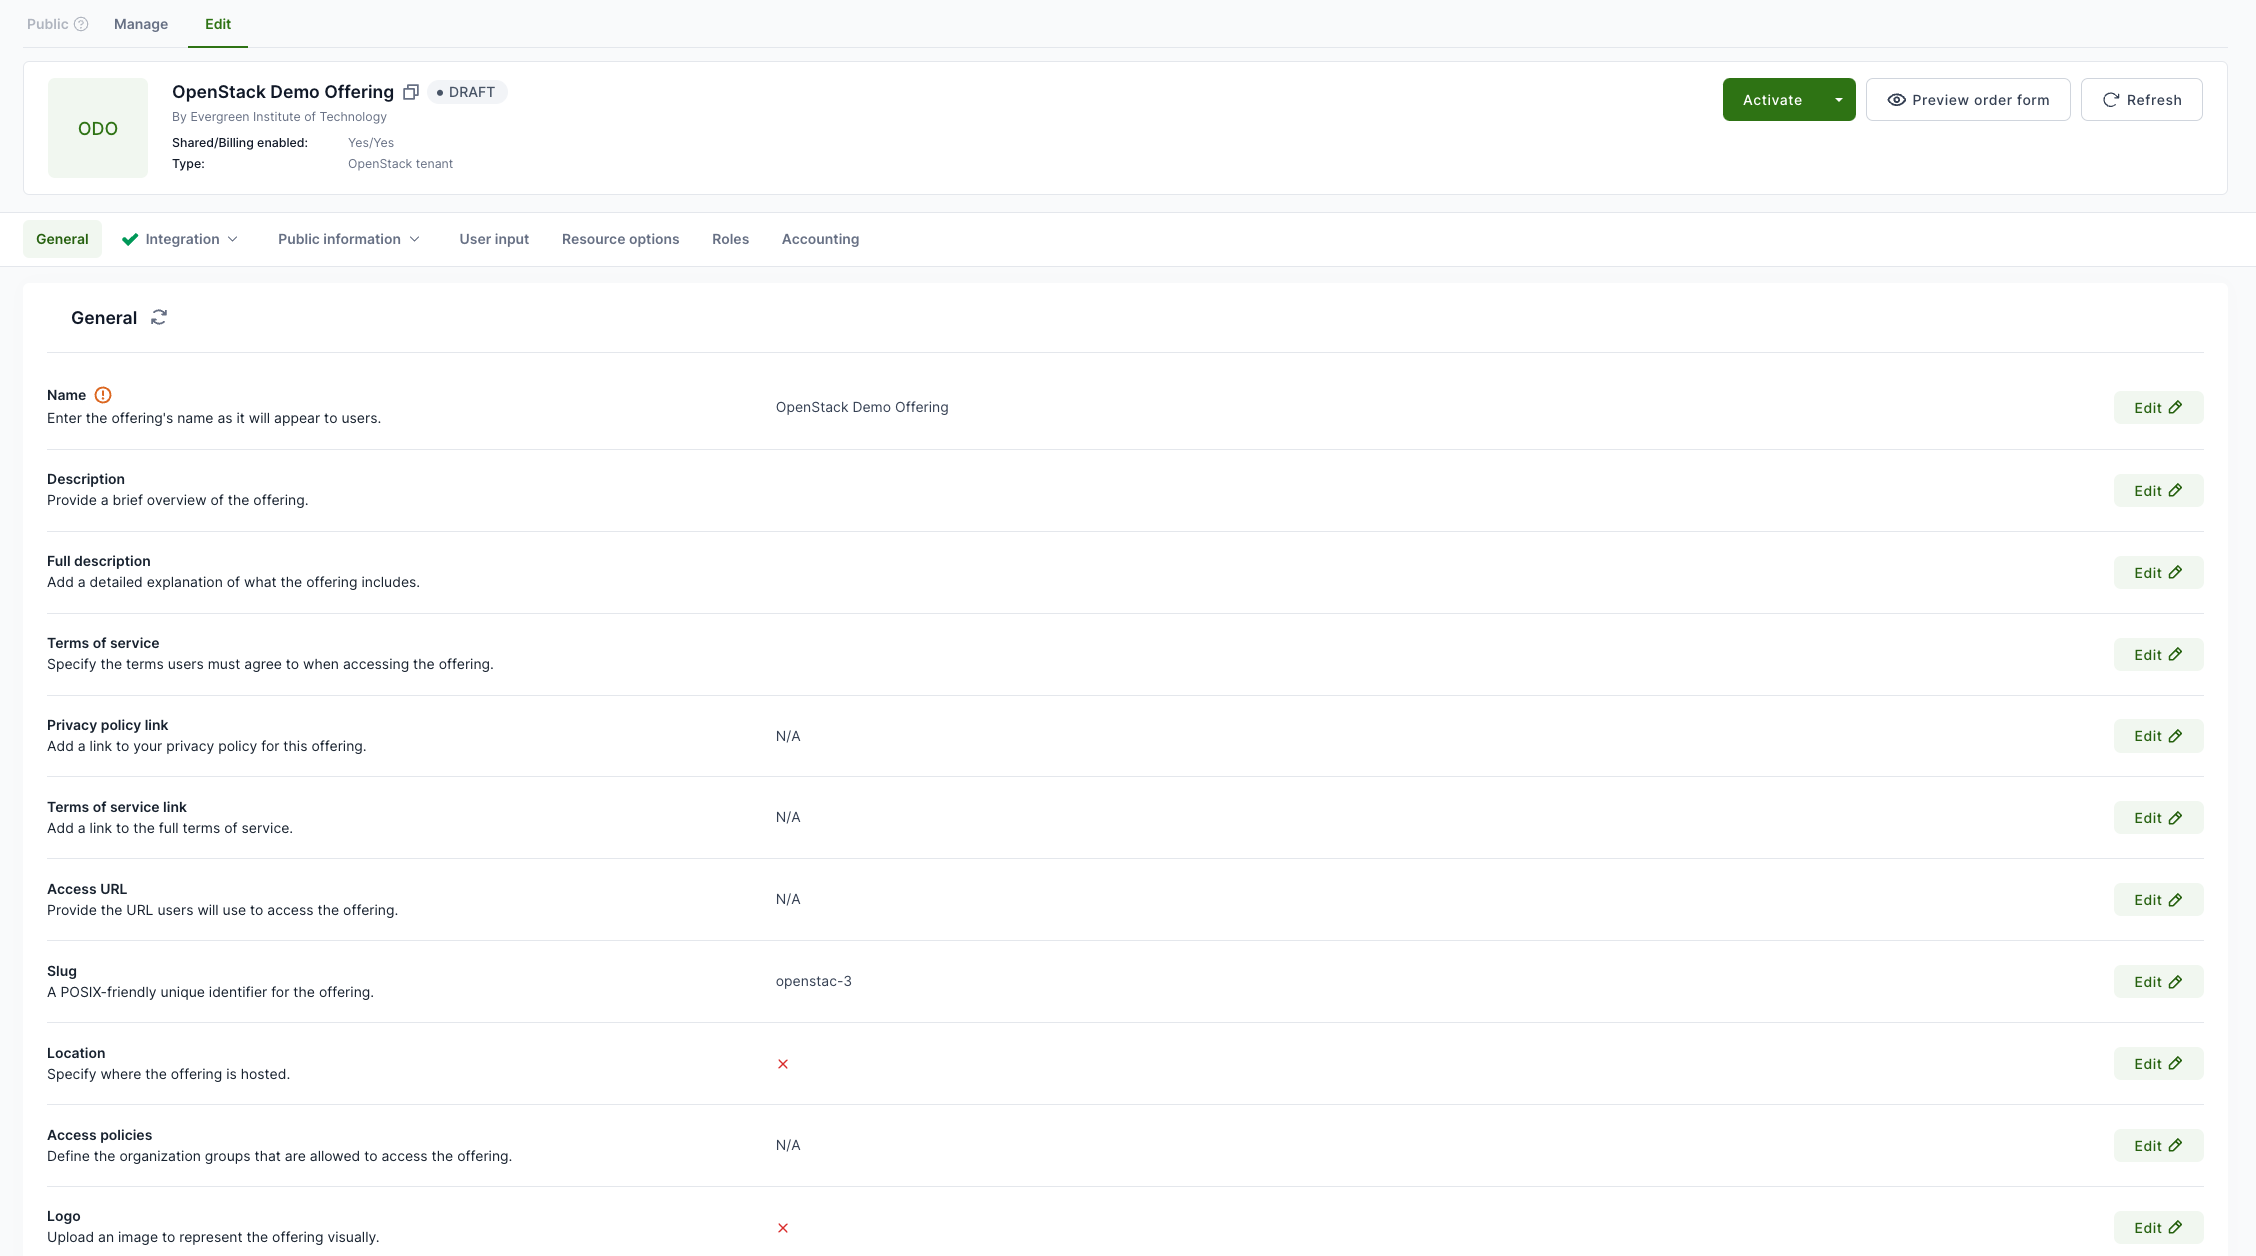 Public Manage Edit
ODO
OpenStack Demo Offering DRAFT
By Evergreen Institute of Technology
Shared/Billing enabled: Yes/Yes
Type: OpenStack tenant
Activate Preview order form Refresh
General Integration Public information User input Resource options Roles Accounting
General
Name
Enter the offering's name as it will appear to users.
OpenStack Demo Offering
Edit
Description
Provide a brief overview of the offering.
Edit
Full description
Add a detailed explanation of what the offering includes.
Edit
Terms of service
Specify the terms users must agree to when accessing the offering.
Edit
Privacy policy link
Add a link to your privacy policy for this offering.
N/A
Edit
Terms of service link
Add a link to the full terms of service.
N/A
Edit
Access URL
Provide the URL users will use to access the offering.
N/A
Edit
Slug
A POSIX-friendly unique identifier for the offering.
openstac-3
Edit
Location
Specify where the offering is hosted.
Edit
Access policies
Define the organization groups that are allowed to access the offering.
N/A
Edit
Logo
Upload an image to represent the offering visually.
Edit